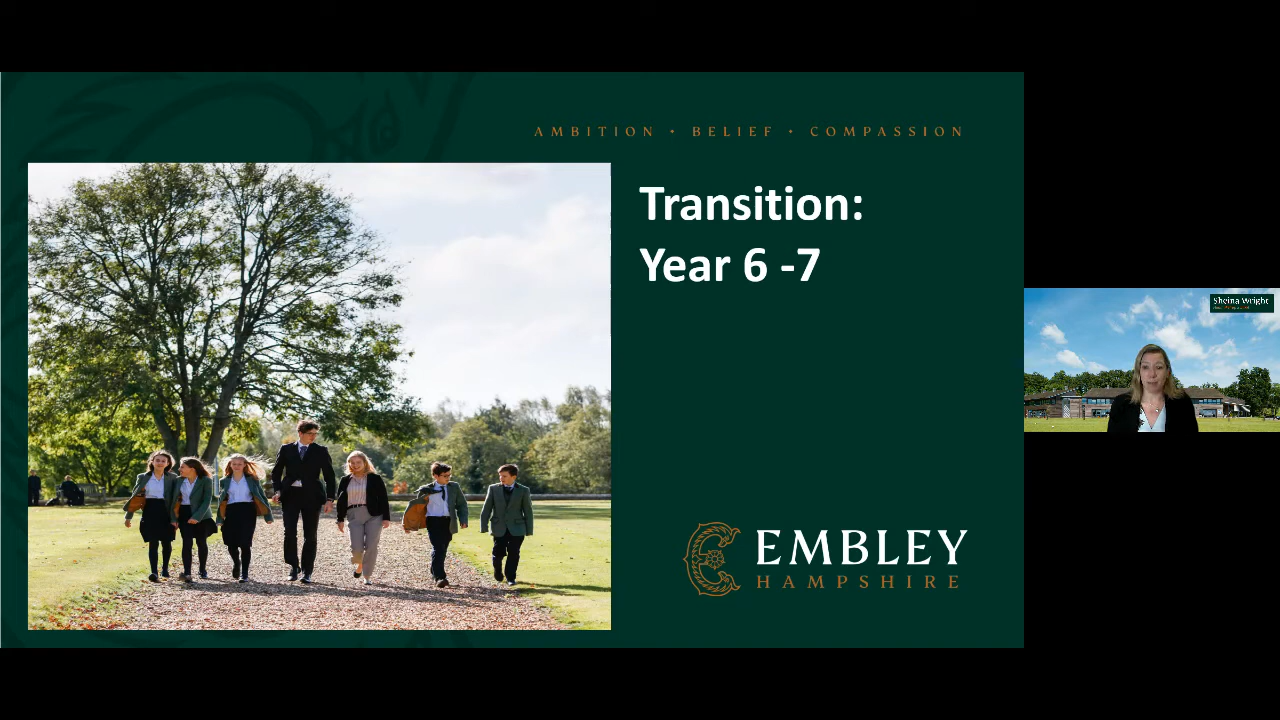 AMBITION • BELIEF • COMPASSION
Transition:
Year 6 -7
EMBLEY
HAMPSHIRE
Sheina Wright